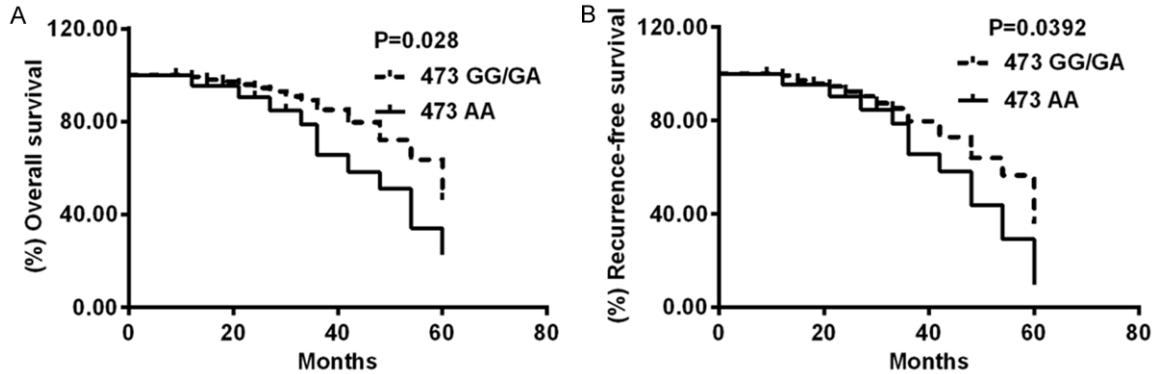 A
(%) Overall survival
120.00
80.00
40.00
0.00
P=0.028
473 GG/GA
473 AA
0 20 40 60 80
Months
B
(%) Recurrence-free survival
120.00
80.00
40.00
0.00
P=0.0392
473 GG/GA
473 AA
0 20 40 60 80
Months